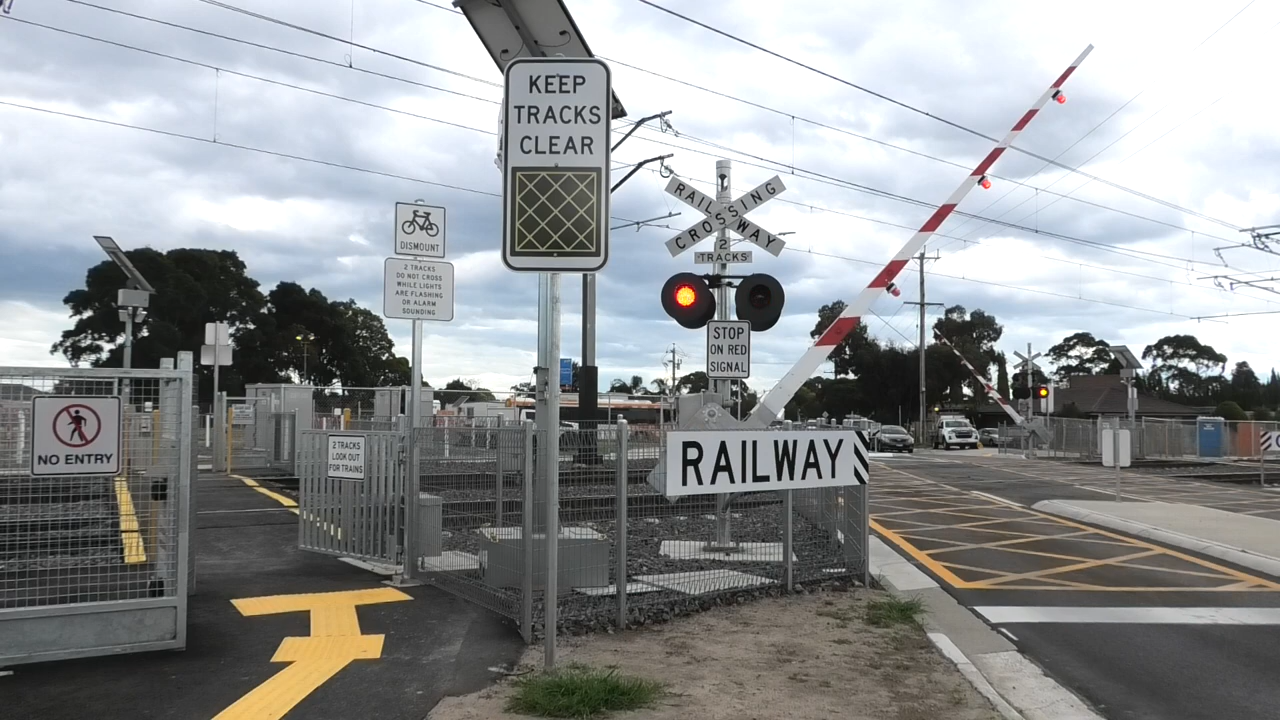 KEEP
TRACKS
CLEAR
DISMOUNT
2 TRACKS
DO NOT CROSS
WHILE LIGHTS
ARE FLASHING
OR ALARM
SOUNDING
RAILWAY
CROSSING
2
TRACKS
STOP
ON RED
SIGNAL
NO ENTRY
2 TRACKS
LOOK OUT
FOR TRAINS
RAILWAY